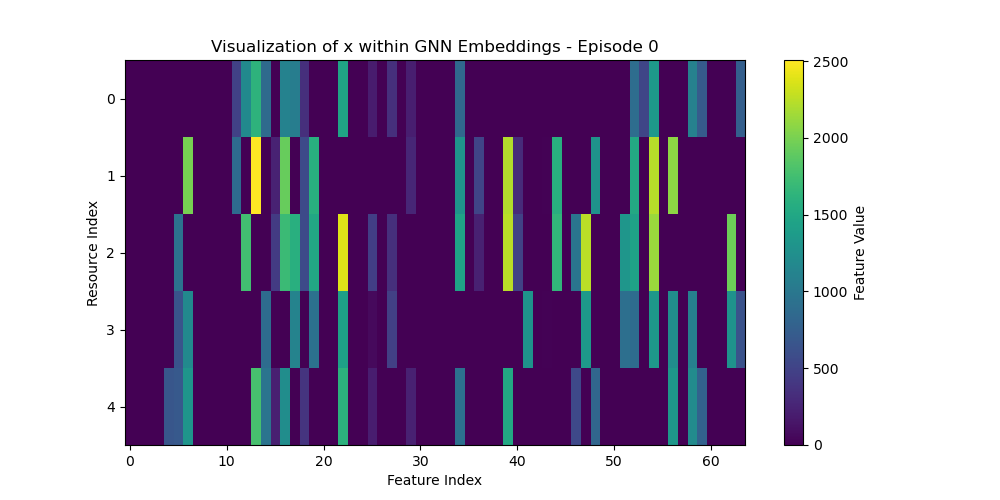 Visualization of x within GNN Embeddings - Episode 0
Resource Index
0
1
2
3
4
0 10 20 30 40 50 60
Feature Index
2500
2000
1500
1000
500
0
Feature Value